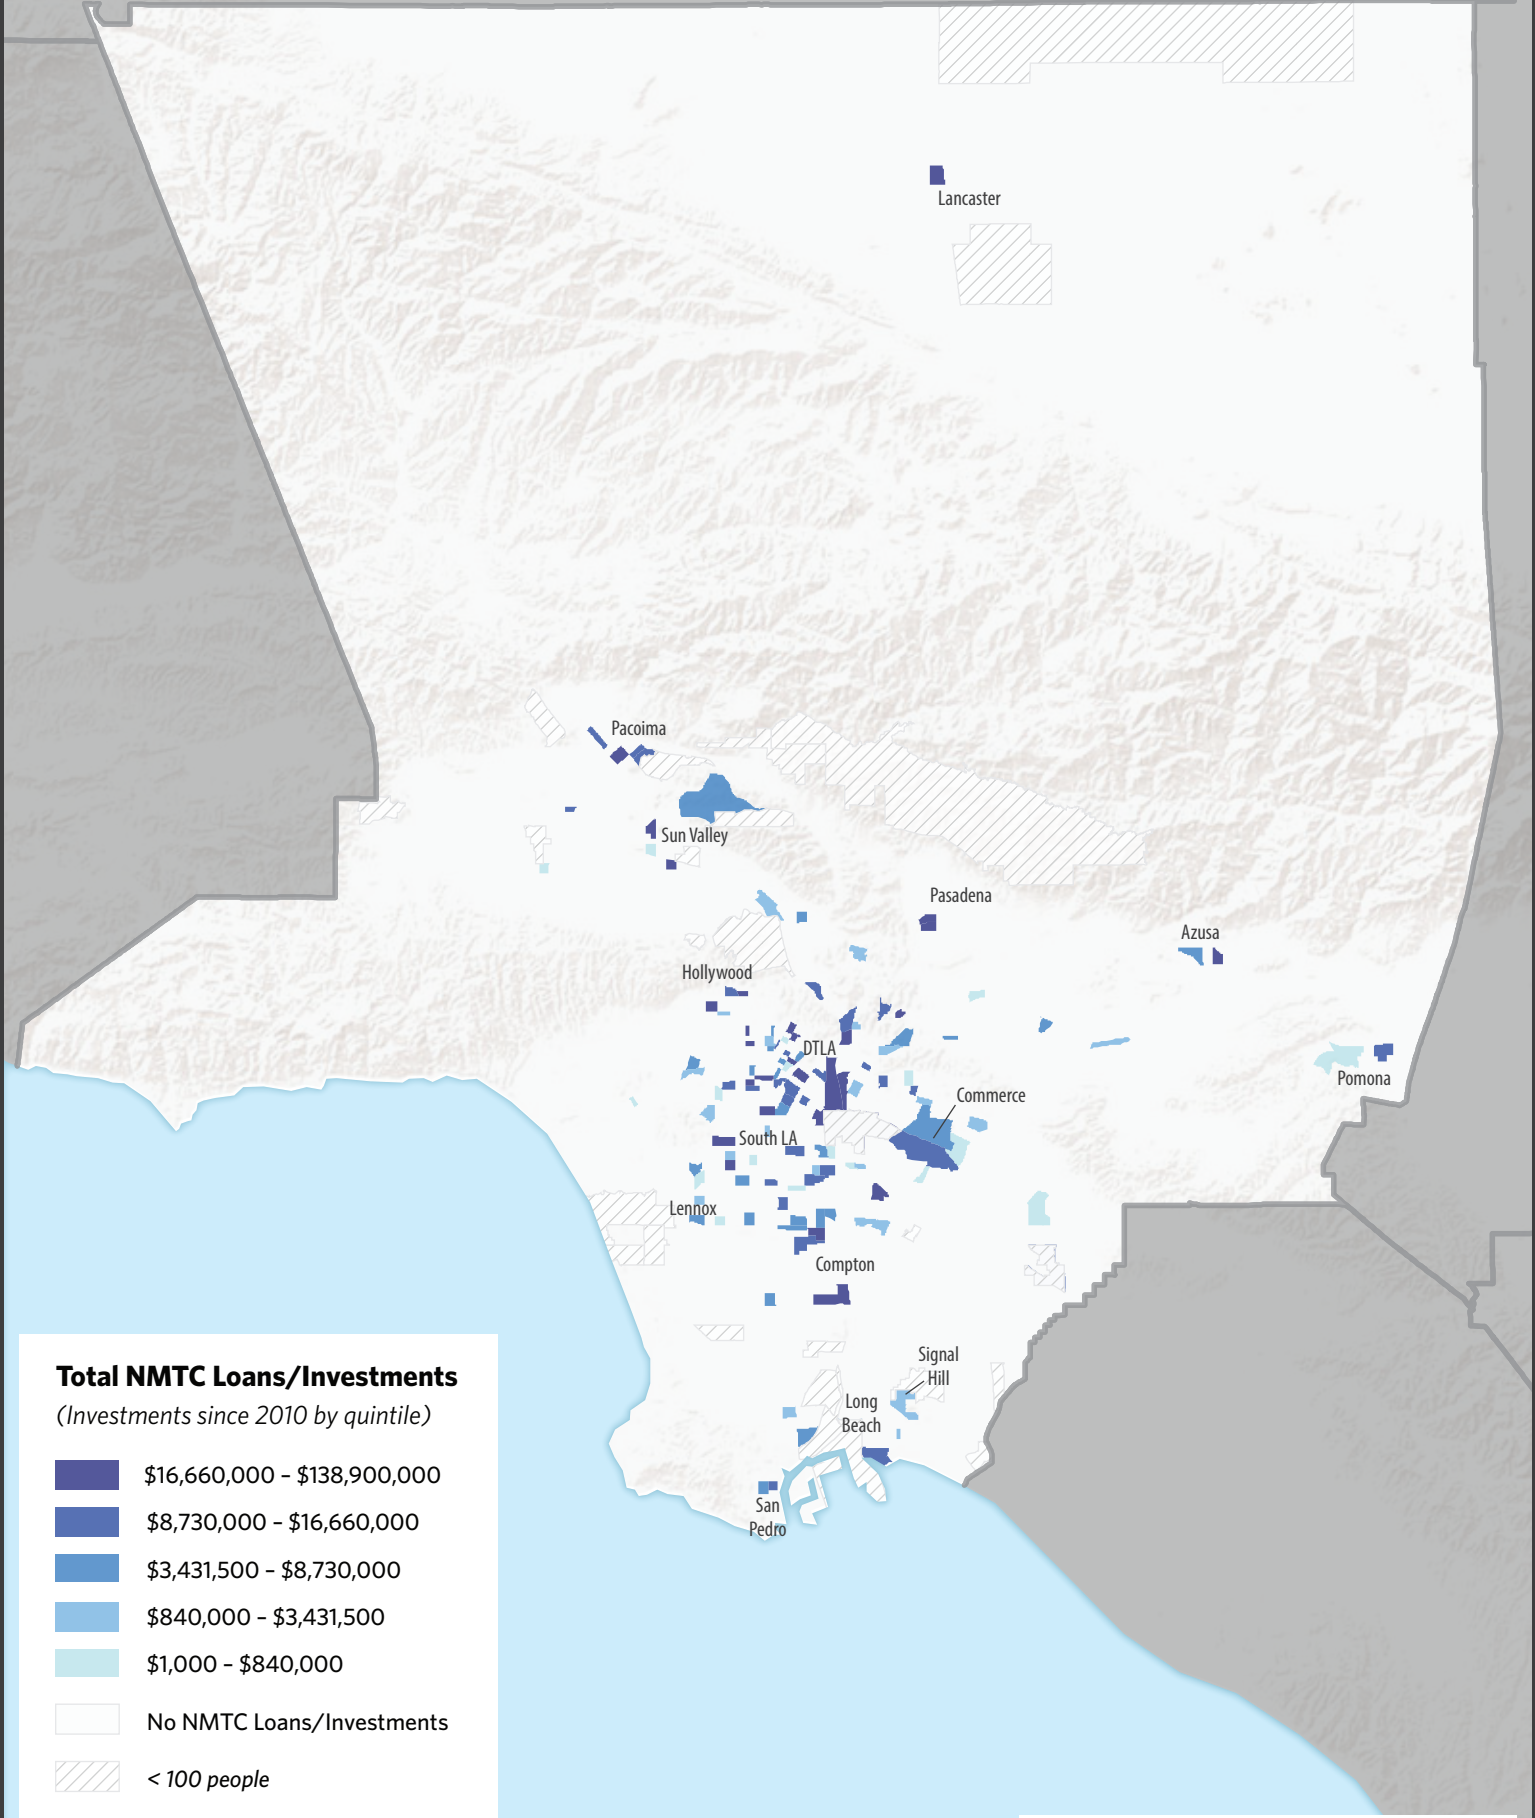 Lancaster
Pacoima
Sun Valley
Pasadena
Azusa
Hollywood
DTLA
Pomona
Commerce
South LA
Lennox
Compton
Signal
Hill
Long
Beach
San
Pedro
Total NMTC Loans/Investments
(Investments since 2010 by quintile)
$16,660,000 – $138,900,000
$8,730,000 – $16,660,000
$3,431,500 – $8,730,000
$840,000 – $3,431,500
$1,000 – $840,000
No NMTC Loans/Investments
< 100 people